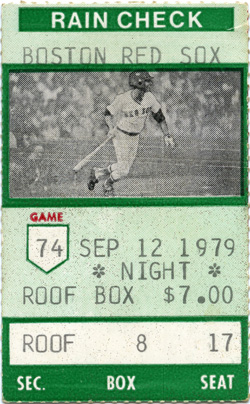 RAIN CHECK
BOSTON RED SOX
GAME
74 SEP 12 1979
* NIGHT *
ROOF BOX $7.00
ROOF 8 17
SEC. BOX SEAT